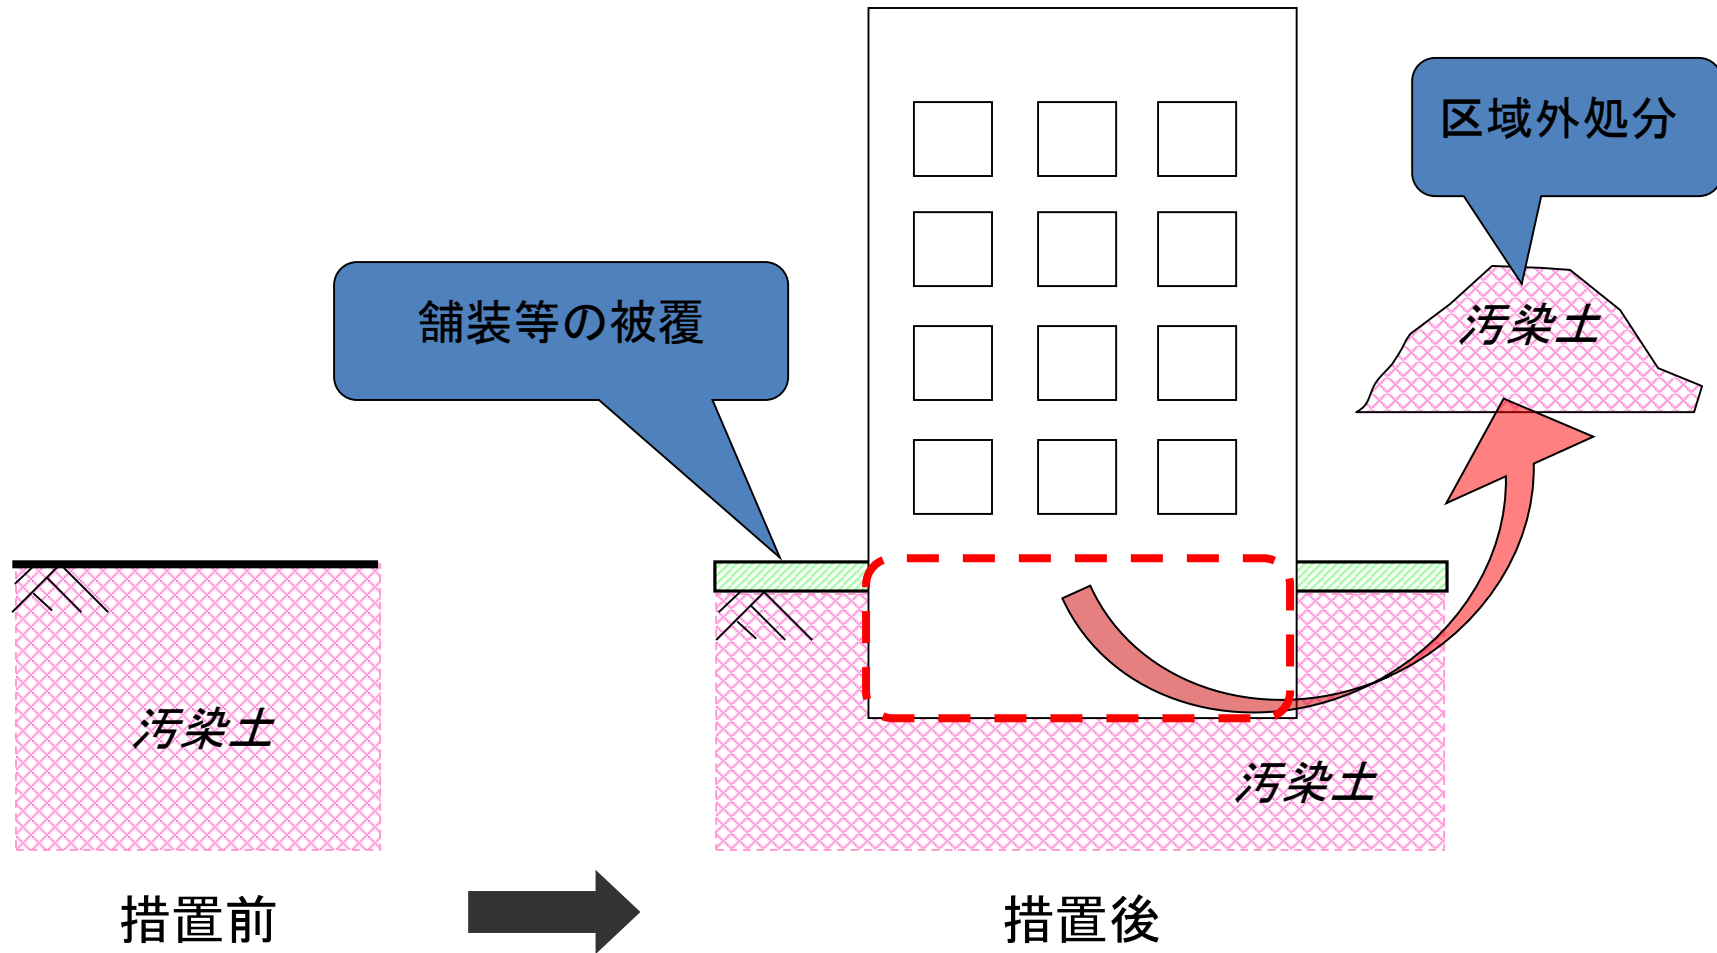 区域外処分
舗装等の被覆
汚染土
汚染土
汚染土
措置前
措置後